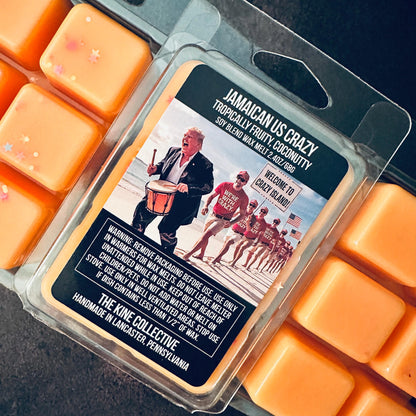 JAMAICAN US CRAZY
TROPICALLY FRUITY, COCONUTTY
SOY BLEND WAX MELT 2.4OZ/68G
WELCOME TO
CRAZY ISLAND!
WE'RE
NOT
CRAZY
WARNING: REMOVE PACKAGING BEFORE USE. USE ONLY
IN WARMERS FOR WAX MELTS. DO NOT LEAVE MELTER
UNATTENDED WHILE IN USE. KEEP OUT OF REACH OF
CHILDREN/PETS. DO NOT ADD WATER OR MELT ON
STOVE. USE ONLY IN WELL VENTILATED AREAS. STOP USE
IF DISH CONTAINS LESS THAN 1/2" OF WAX.
THE KINE COLLECTIVE
HANDMADE IN LANCASTER, PENNSYLVANIA